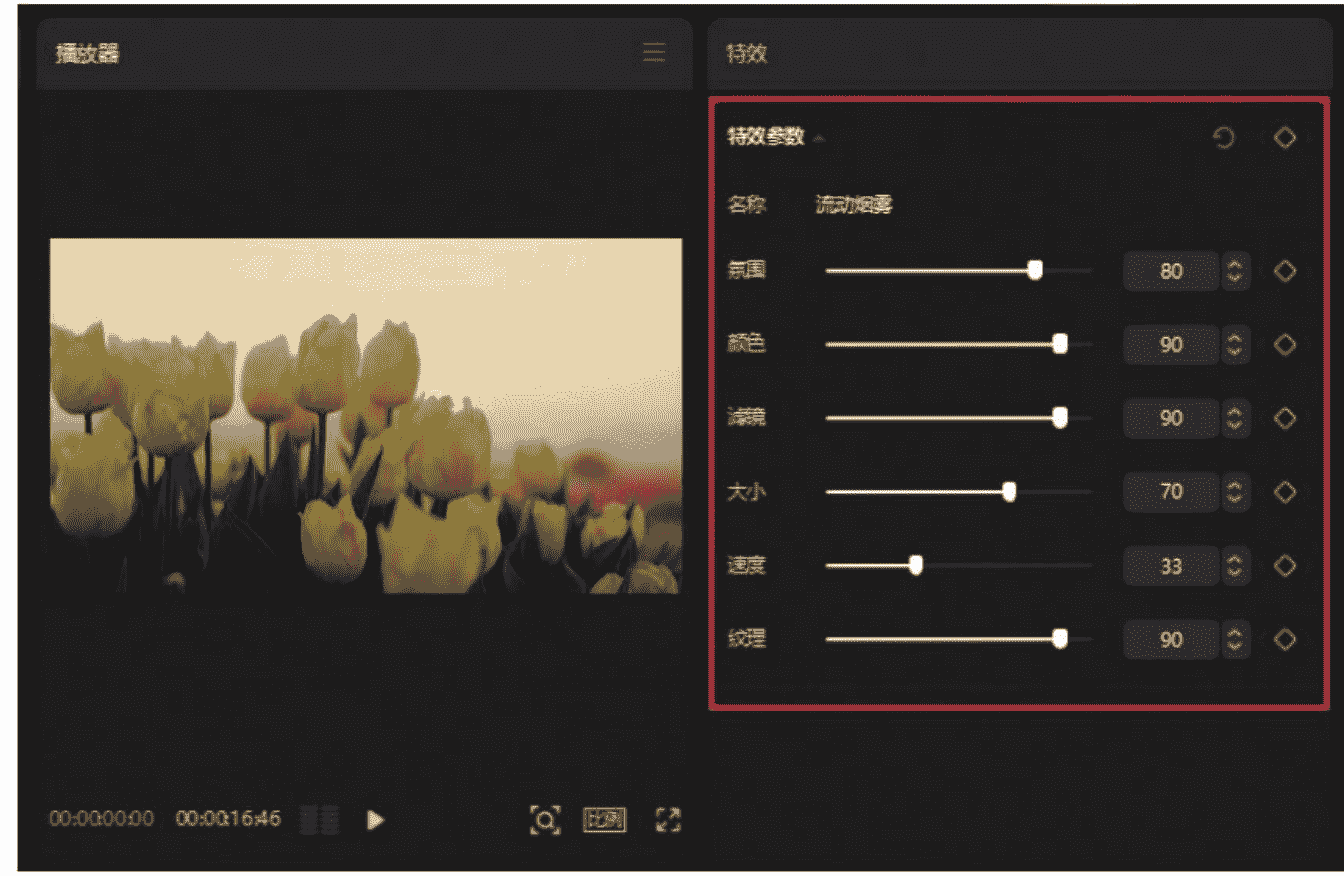 播放器
特效
特效参数
名称 流动烟雾
氛围 80
颜色 90
滤镜 90
大小 70
速度 33
纹理 90
00:00:00:00 00:00:16:46 比例